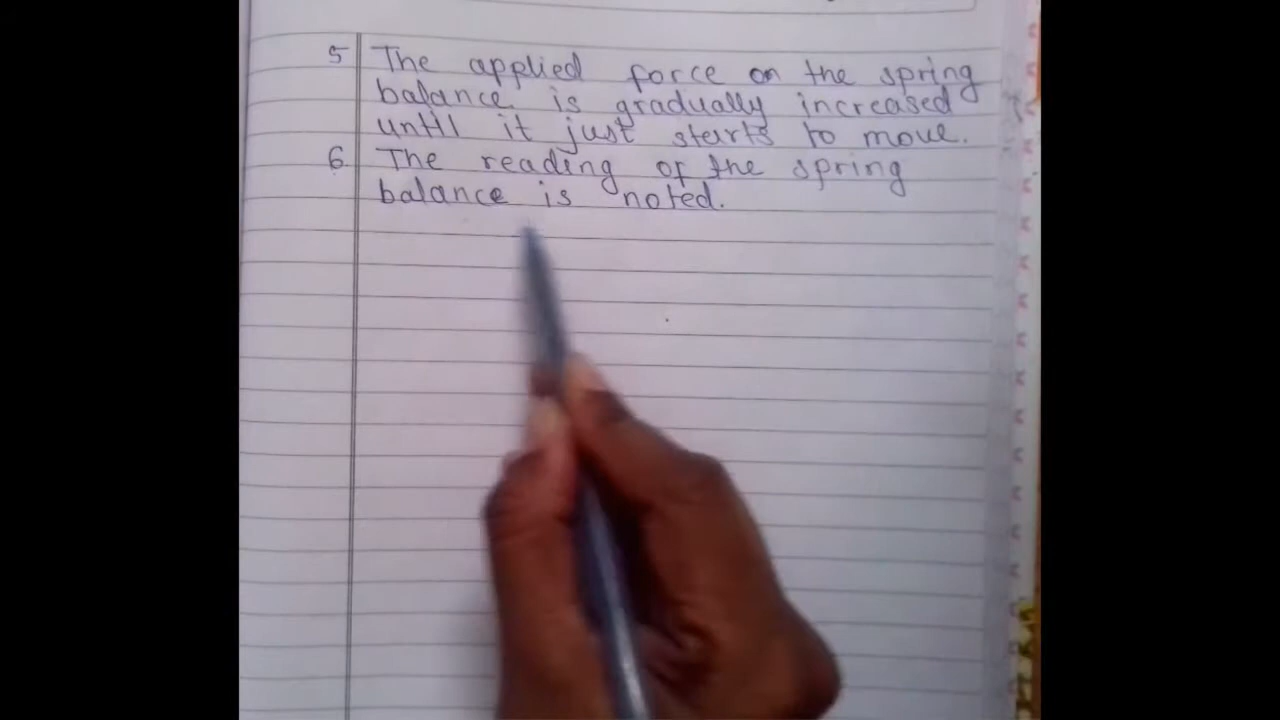 5 The applied force on the spring
balance is gradually increased
until it just starts to move.
6 The reading of the spring
balance is noted.